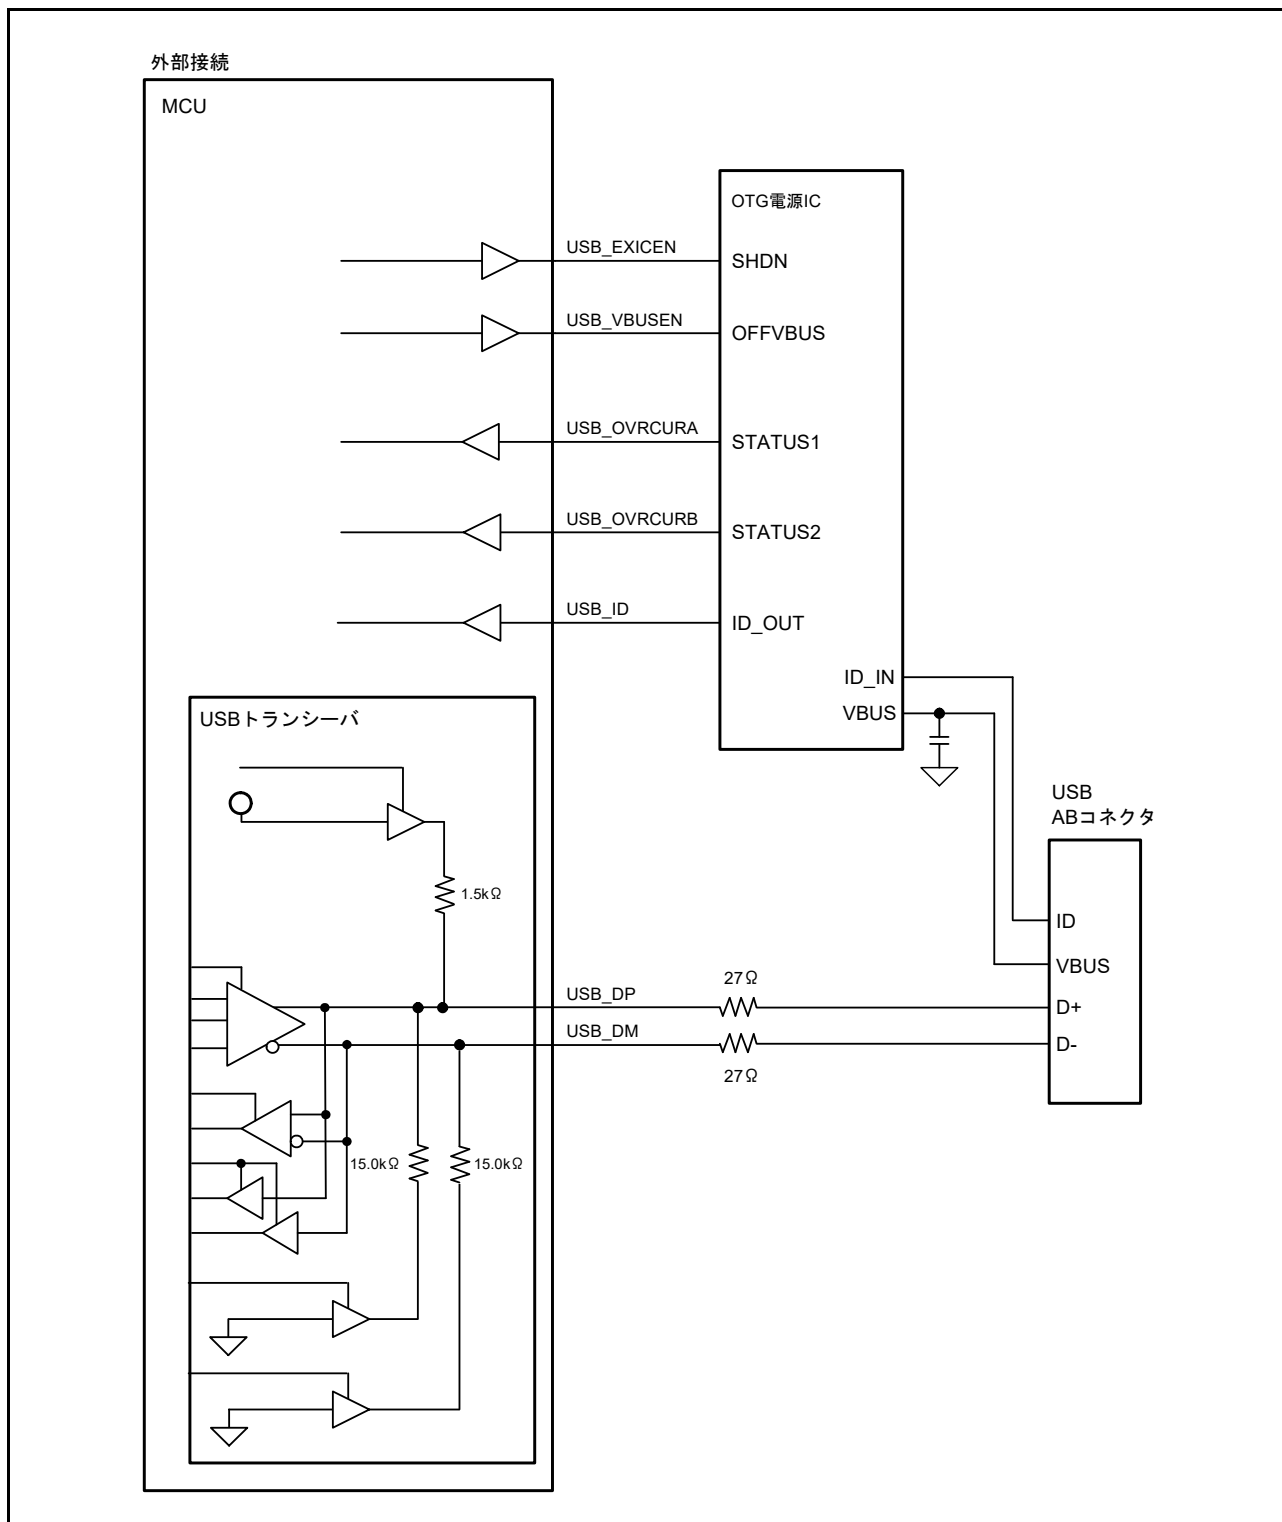 外部接続
MCU
OTG電源IC
USB_EXICEN
SHDN
USB_VBUSEN
OFFVBUS
USB_OVRCURA
STATUS1
USB_OVRCURB
STATUS2
USB_ID
ID_OUT
ID_IN
VBUS
USBトランシーバ
USB
ABコネクタ
1.5kΩ
ID
VBUS
USB_DP
27Ω
D+
USB_DM
27Ω
D-
15.0kΩ
15.0kΩ